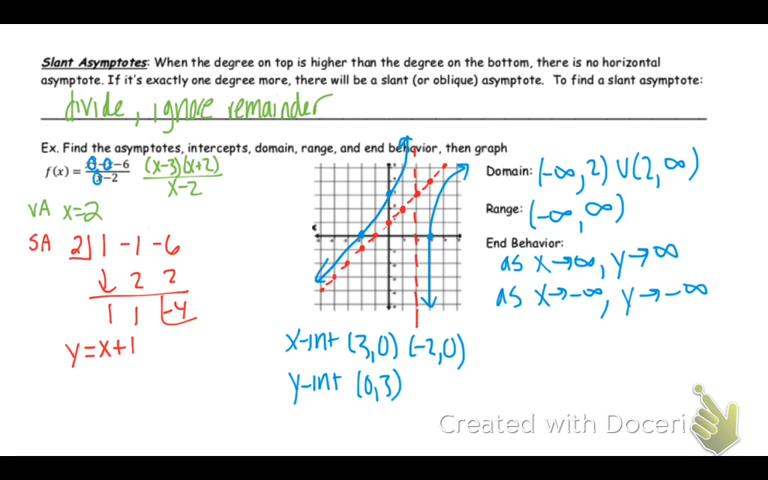 Slant Asymptotes: When the degree on top is higher than the degree on the bottom, there is no horizontal
asymptote. If it's exactly one degree more, there will be a slant (or oblique) asymptote. To find a slant asymptote:
divide, ignore remainder
Ex. Find the asymptotes, intercepts, domain, range, and end behavior, then graph
f(x) = -6 / -2 (x-3)(x+2) / x-2
VA x=2
SA 2| 1 -1 -6
↓ 2 2
1 1 |-4
y=x+1
x-int (3,0) (-2,0)
y-int (0,3)
Domain: (-∞,2) ∪ (2,∞)
Range: (-∞,∞)
End Behavior:
as x→∞, y→∞
as x→-∞, y→-∞
Created with Doceri